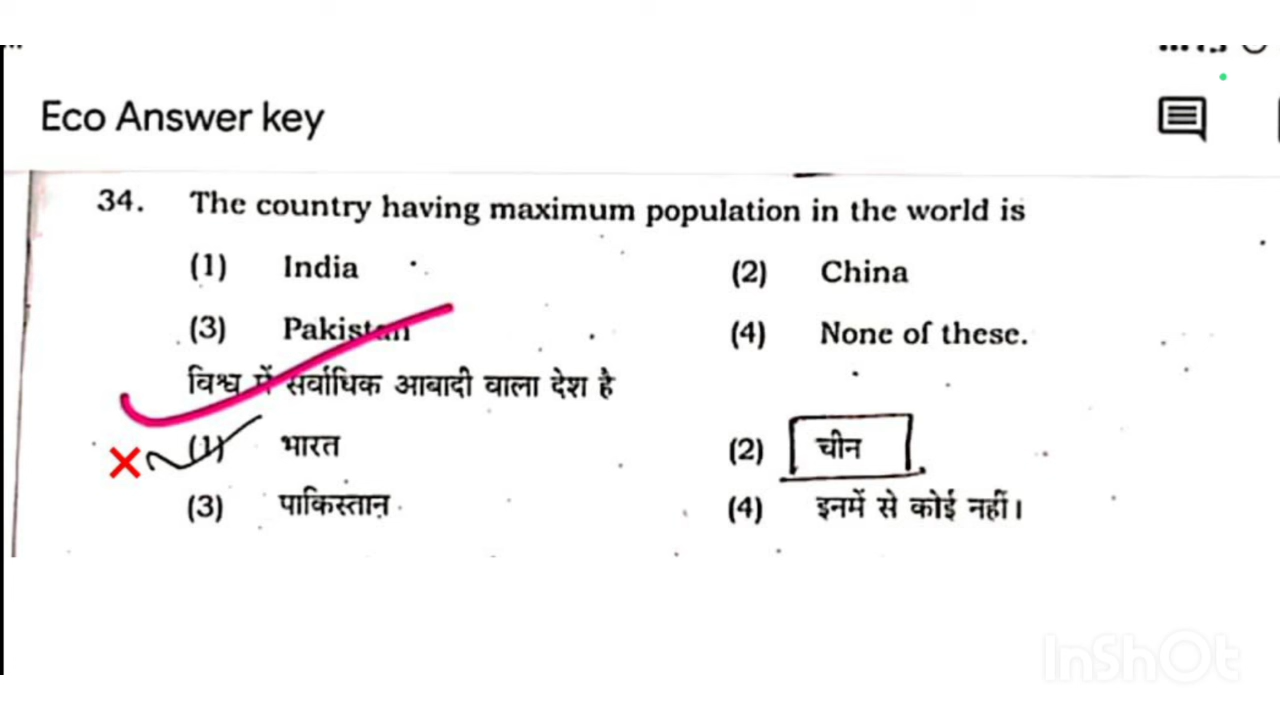 Eco Answer key
34. The country having maximum population in the world is
(1) India (2) China
(3) Pakistan (4) None of these.
विश्व में सर्वाधिक आबादी वाला देश है
(1) भारत (2) चीन
(3) पाकिस्तान (4) इनमें से कोई नहीं।
InShOt